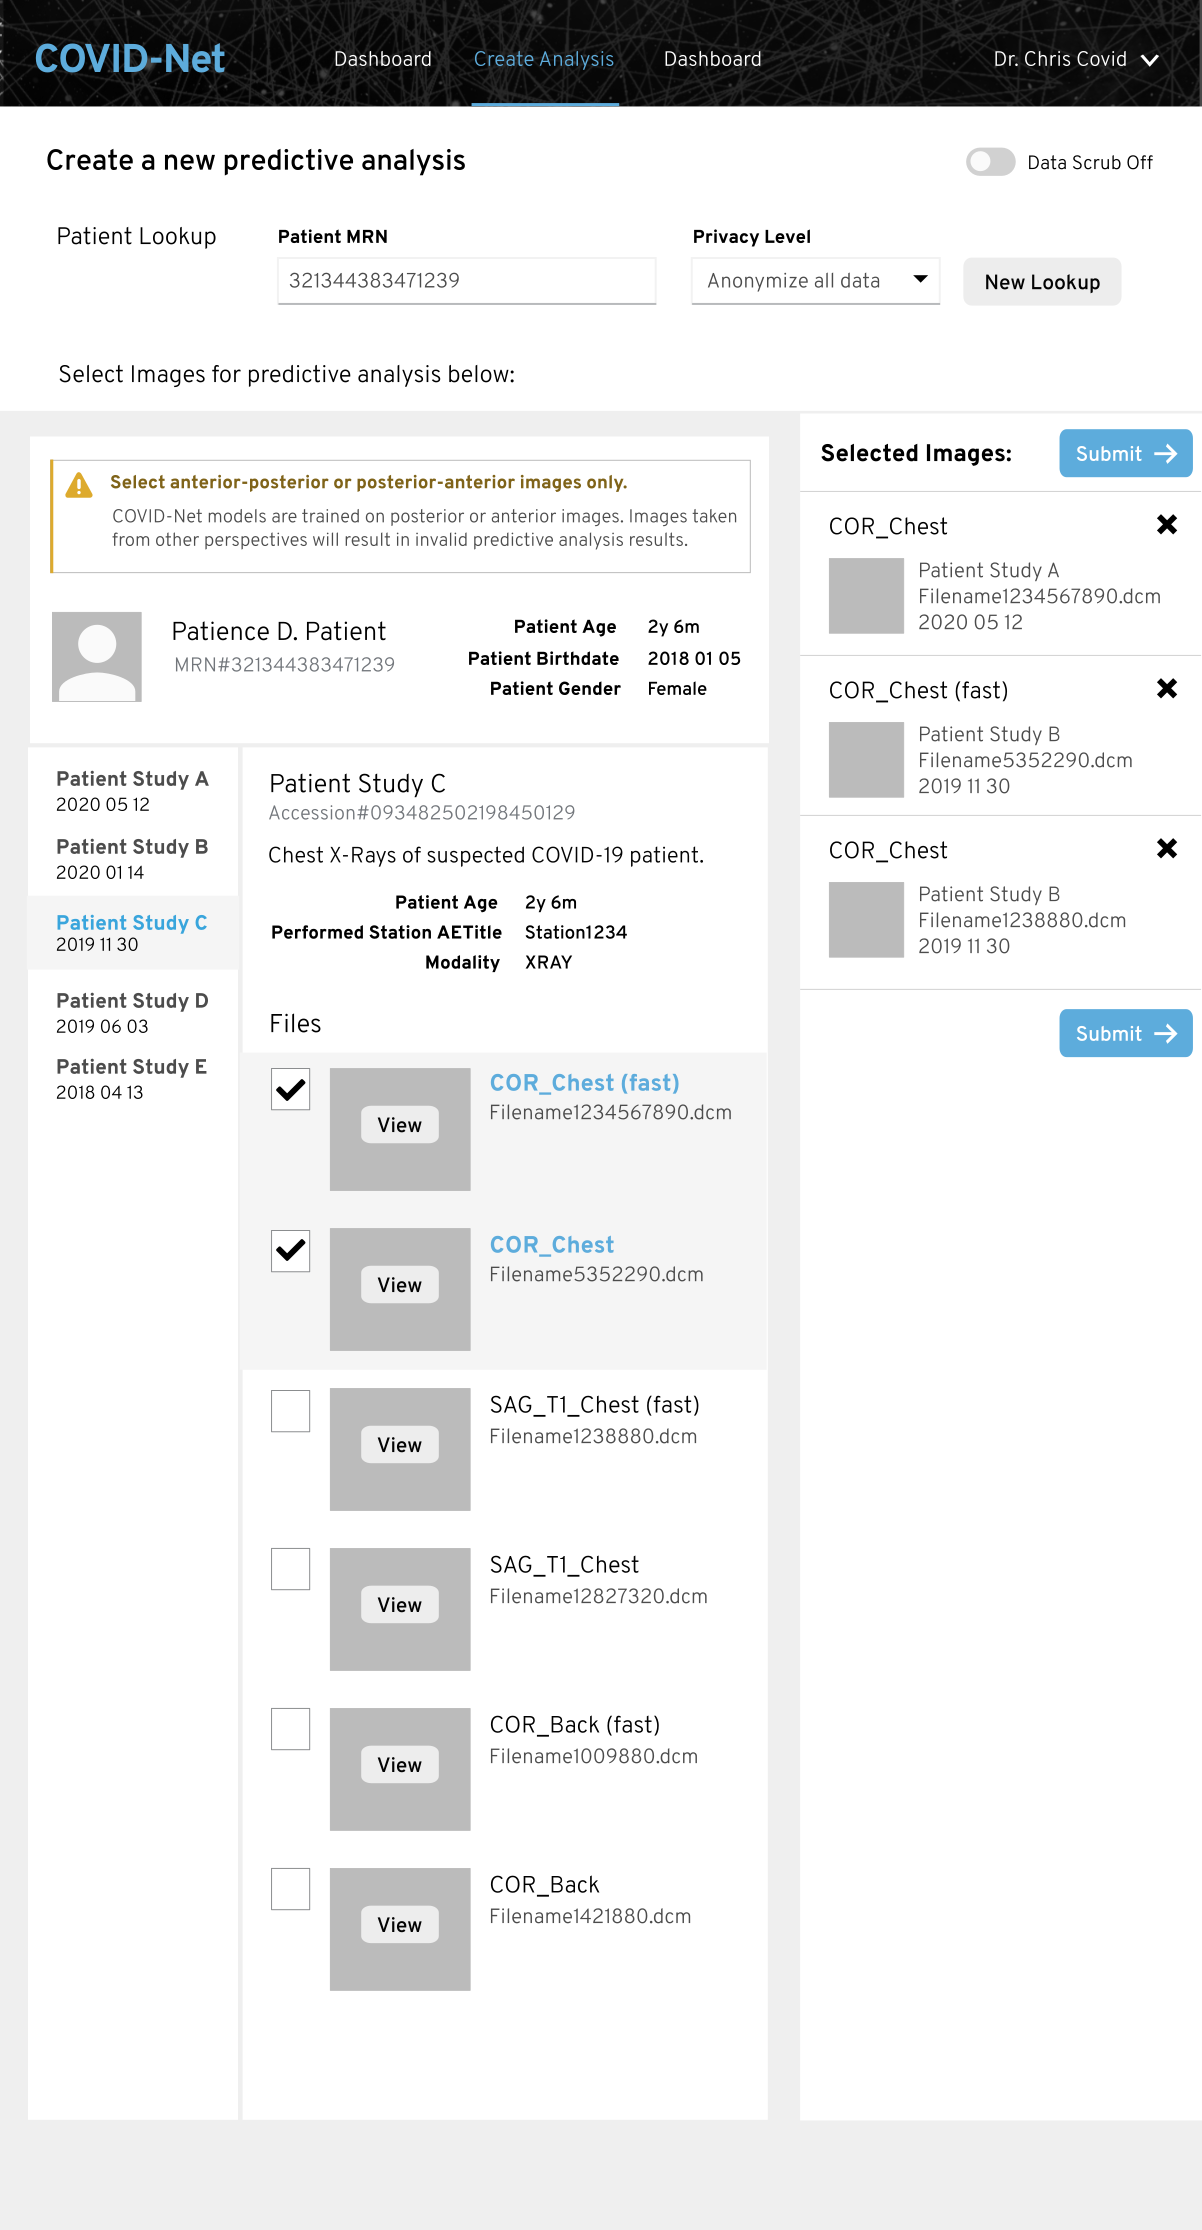 COVID-Net
Dashboard
Create Analysis
Dashboard
Dr. Chris Covid
Create a new predictive analysis
Data Scrub Off
Patient Lookup
Patient MRN
321344383471239
Privacy Level
Anonymize all data
New Lookup
Select Images for predictive analysis below:
Select anterior-posterior or posterior-anterior images only.
COVID-Net models are trained on posterior or anterior images. Images taken
from other perspectives will result in invalid predictive analysis results.
Patience D. Patient
MRN#321344383471239
Patient Age 2y 6m
Patient Birthdate 2018 01 05
Patient Gender Female
Patient Study A
2020 05 12
Patient Study B
2020 01 14
Patient Study C
2019 11 30
Patient Study D
2019 06 03
Patient Study E
2018 04 13
Patient Study C
Accession#093482502198450129
Chest X-Rays of suspected COVID-19 patient.
Patient Age 2y 6m
Performed Station AETitle Station1234
Modality XRAY
Files
View
COR_Chest (fast)
Filename1234567890.dcm
View
COR_Chest
Filename5352290.dcm
View
SAG_T1_Chest (fast)
Filename1238880.dcm
View
SAG_T1_Chest
Filename12827320.dcm
View
COR_Back (fast)
Filename1009880.dcm
View
COR_Back
Filename1421880.dcm
Selected Images:
Submit
COR_Chest
Patient Study A
Filename1234567890.dcm
2020 05 12
COR_Chest (fast)
Patient Study B
Filename5352290.dcm
2019 11 30
COR_Chest
Patient Study B
Filename1238880.dcm
2019 11 30
Submit